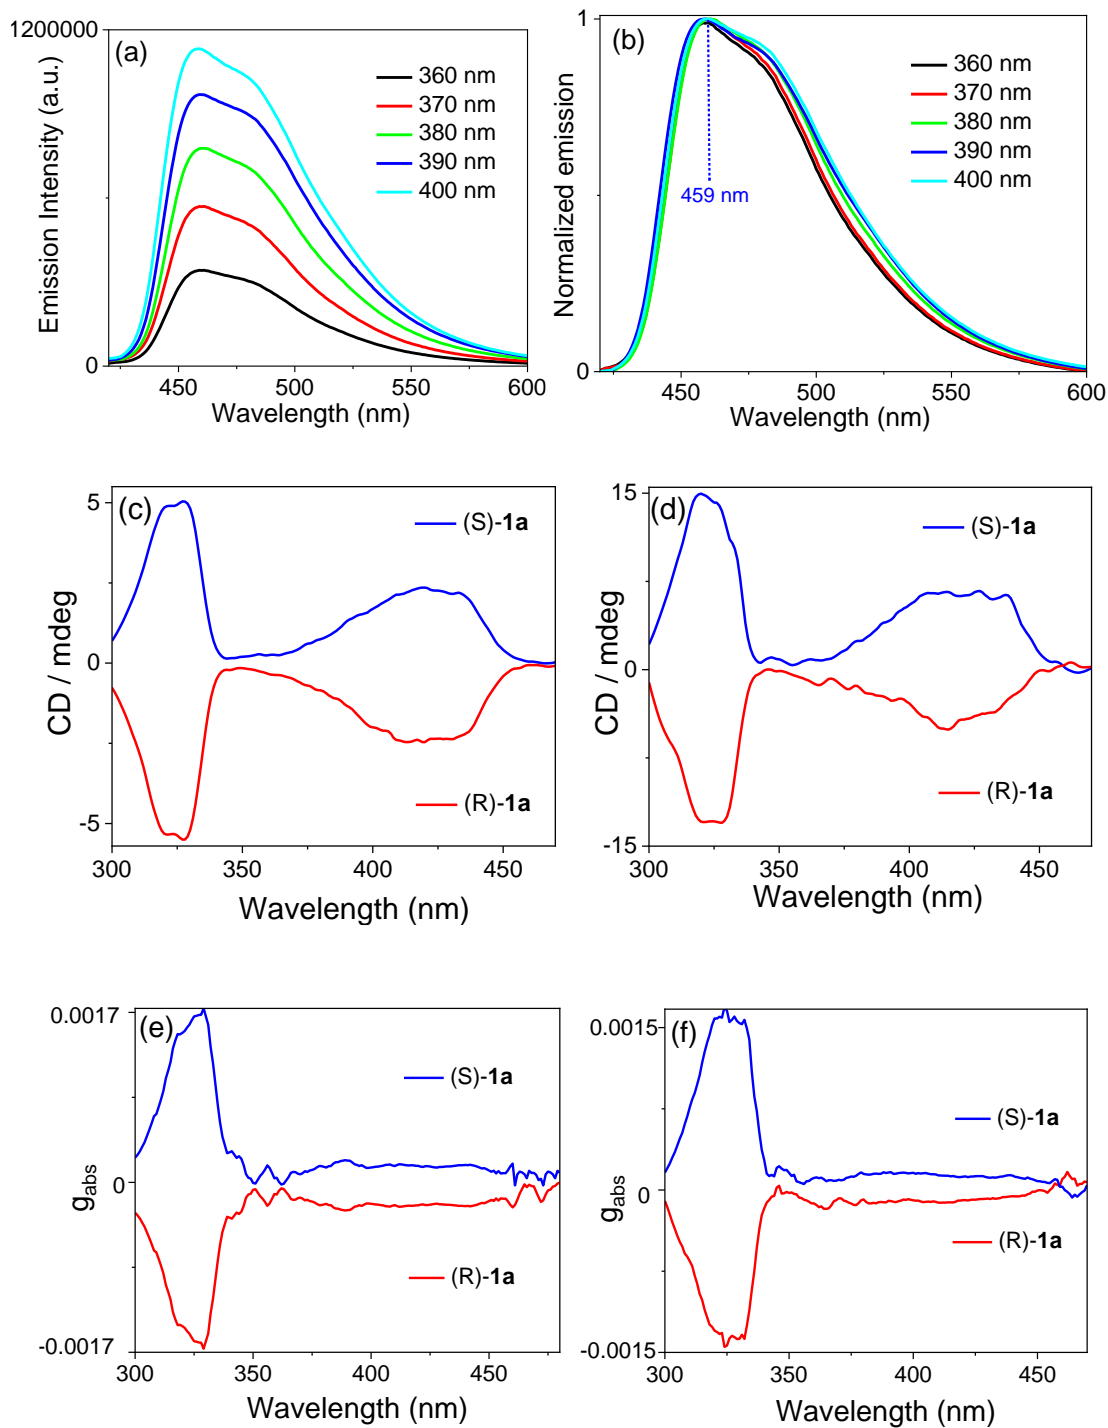 (a)
1200000
0
Emission Intensity (a.u.)
360 nm
370 nm
380 nm
390 nm
400 nm
450
500
550
600
Wavelength (nm)
(b)
1
0
Normalized emission
360 nm
370 nm
380 nm
390 nm
400 nm
459 nm
450
500
550
600
Wavelength (nm)
(c)
5
0
-5
CD / mdeg
(S)-1a
(R)-1a
300
350
400
450
Wavelength (nm)
(d)
15
0
-15
CD / mdeg
(S)-1a
(R)-1a
300
350
400
450
Wavelength (nm)
(e)
0.0017
0
-0.0017
gabs
(S)-1a
(R)-1a
300
350
400
450
Wavelength (nm)
(f)
0.0015
0
-0.0015
gabs
(S)-1a
(R)-1a
300
350
400
450
Wavelength (nm)